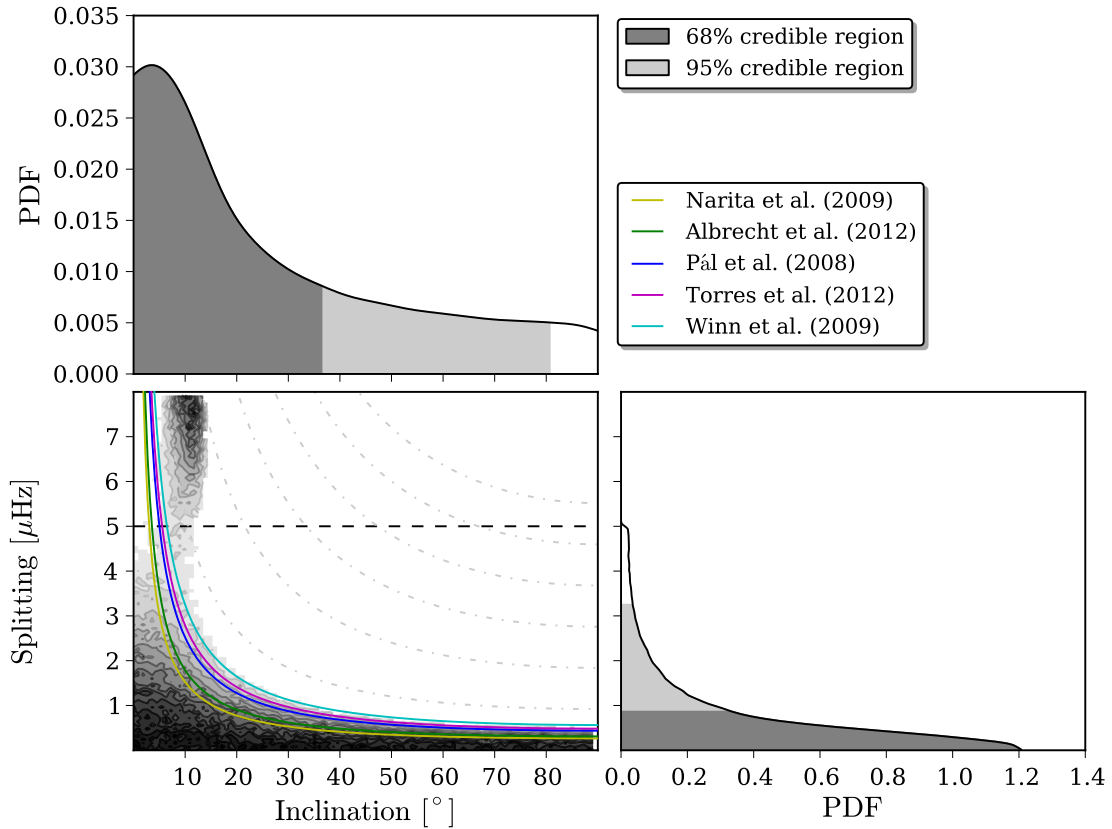 0.035
0.030
0.025
0.020
0.015
0.010
0.005
0.000
PDF
68% credible region
95% credible region
Narita et al. (2009)
Albrecht et al. (2012)
Pál et al. (2008)
Torres et al. (2012)
Winn et al. (2009)
7
6
5
4
3
2
1
Splitting [μHz]
10 20 30 40 50 60 70 80
Inclination [°]
0.0 0.2 0.4 0.6 0.8 1.0 1.2 1.4
PDF